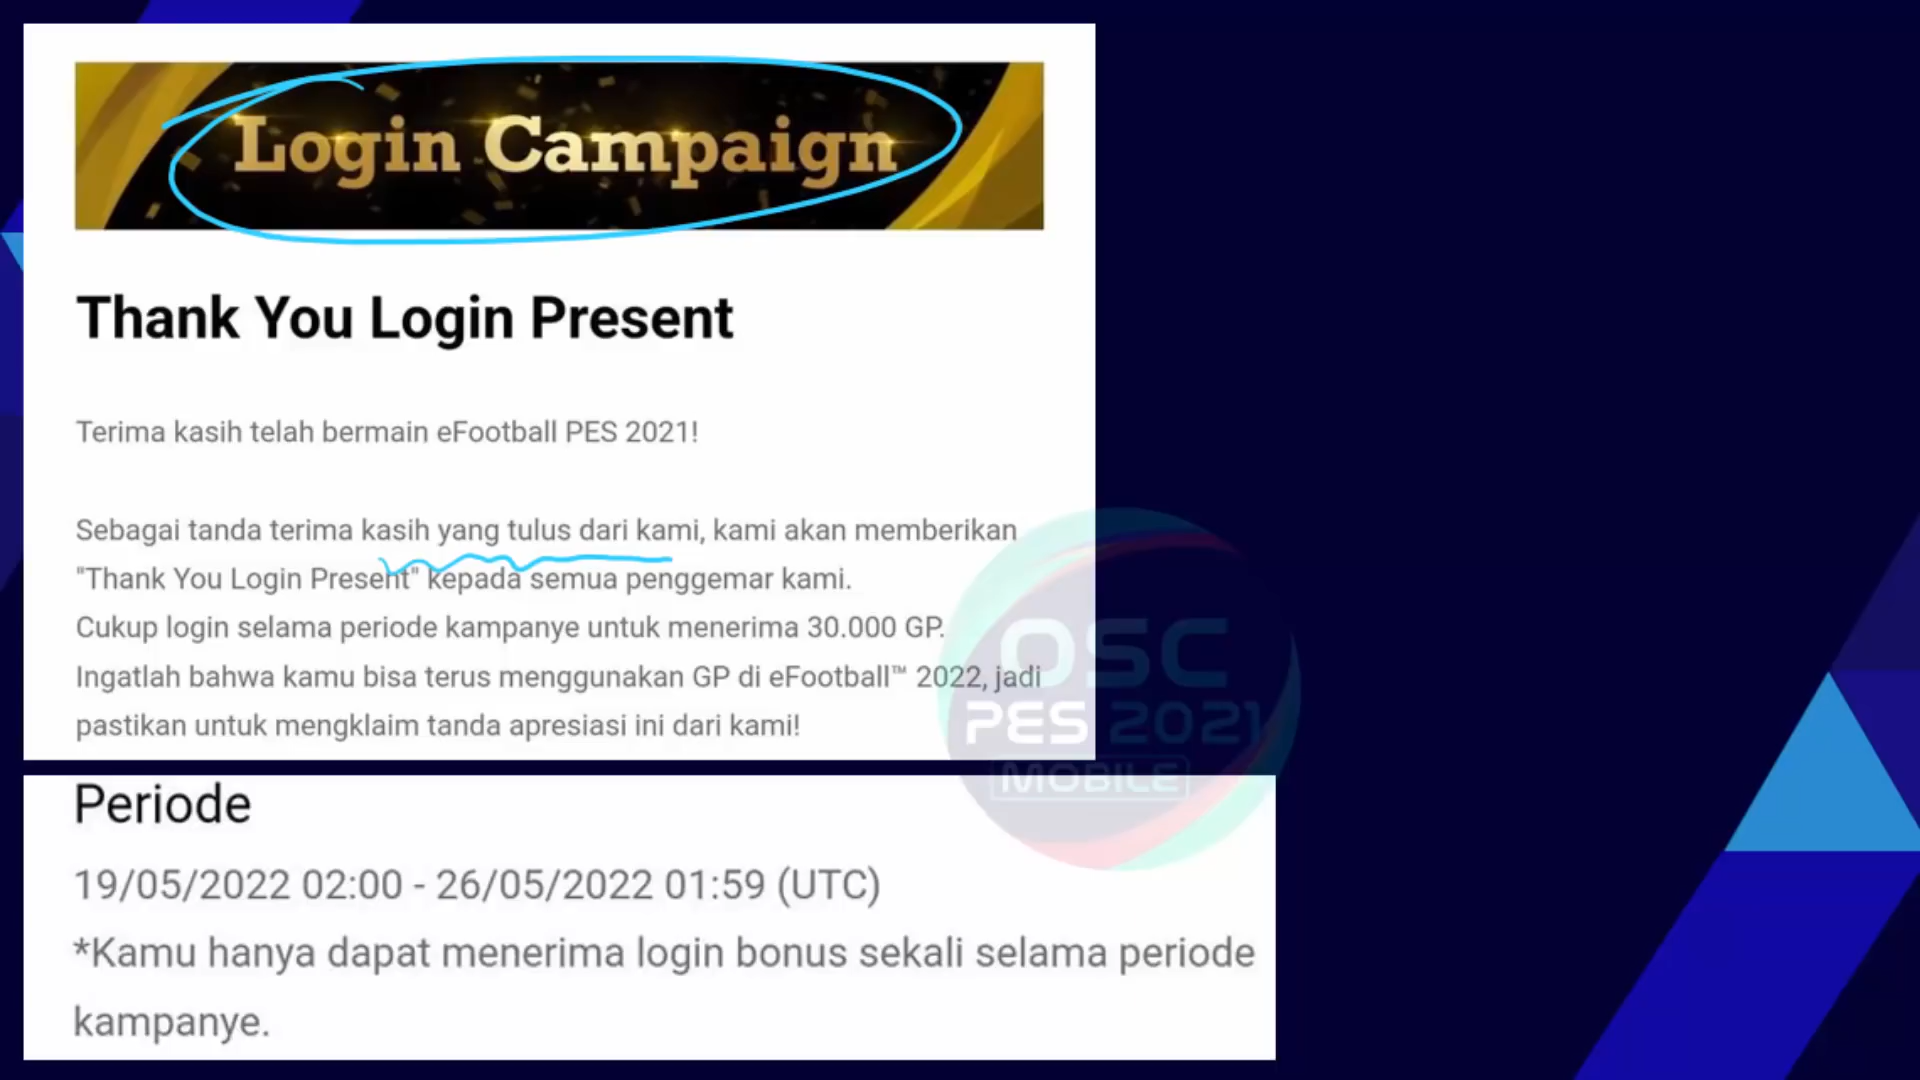 Login Campaign
Thank You Login Present
Terima kasih telah bermain eFootball PES 2021!
Sebagai tanda terima kasih yang tulus dari kami, kami akan memberikan
"Thank You Login Present" kepada semua penggemar kami.
Cukup login selama periode kampanye untuk menerima 30.000 GP.
Ingatlah bahwa kamu bisa terus menggunakan GP di eFootball™ 2022, jadi
pastikan untuk mengklaim tanda apresiasi ini dari kami!
OSC
PES 2021
MOBILE
Periode
19/05/2022 02:00 - 26/05/2022 01:59 (UTC)
*Kamu hanya dapat menerima login bonus sekali selama periode
kampanye.